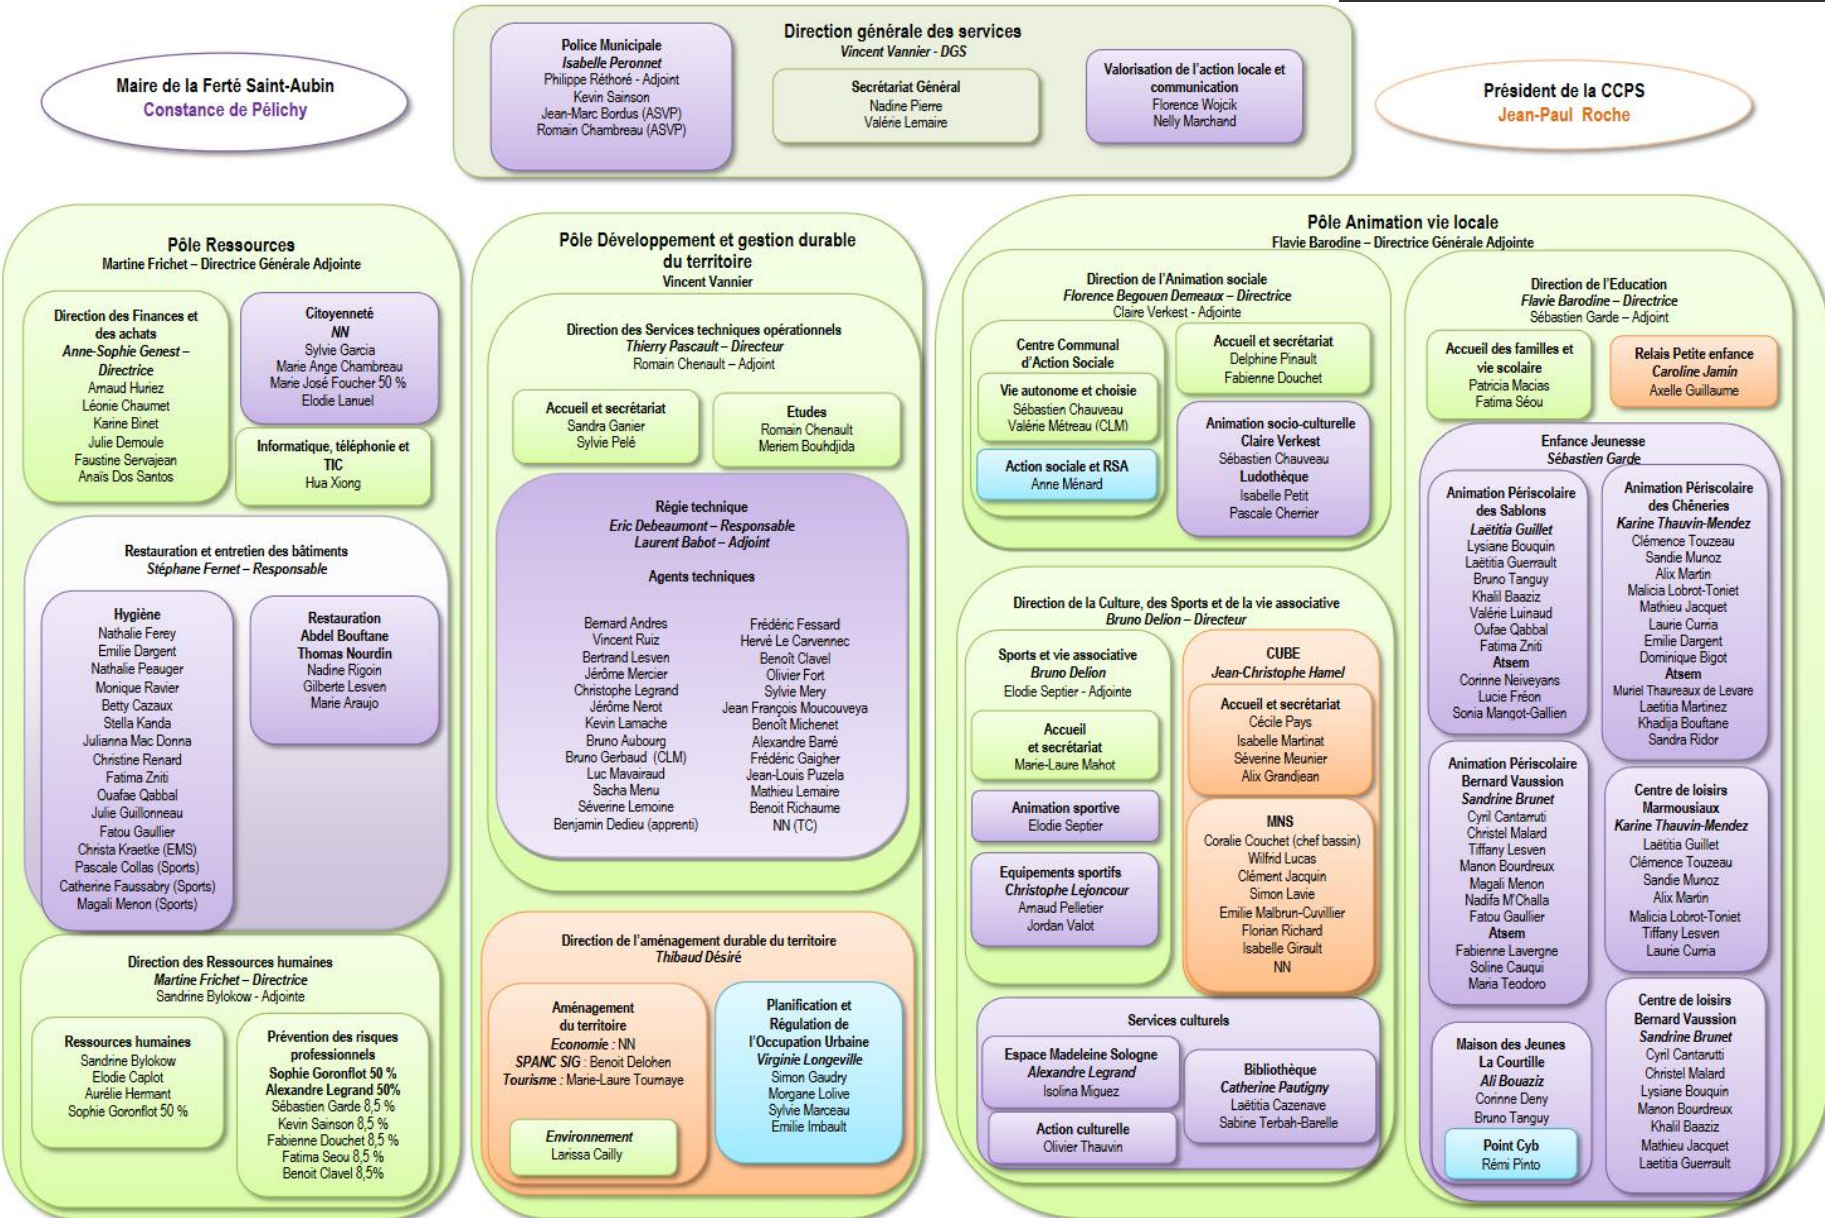 Maire de la Ferté Saint-Aubin
Constance de Pélichy
Direction générale des services
Vincent Vannier - DGS
Police Municipale
Isabelle Peronnet
Philippe Réthoré - Adjoint
Kevin Sainson
Jean-Marc Bordus (ASVP)
Romain Chambreau (ASVP)
Secrétariat Général
Nadine Pierre
Valérie Lemaire
Valorisation de l'action locale et
communication
Florence Wojcik
Nelly Marchand
Président de la CCPS
Jean-Paul Roche
Pôle Ressources
Martine Frichet – Directrice Générale Adjointe
Direction des Finances et
des achats
Anne-Sophie Genest –
Directrice
Arnaud Huriez
Léonie Chaumet
Karine Binet
Julie Demoule
Faustine Servajean
Anaïs Dos Santos
Citoyenneté
NN
Sylvie Garcia
Marie Ange Chambreau
Marie José Foucher 50 %
Elodie Lanuel
Informatique, téléphonie et
TIC
Hua Xiong
Restauration et entretien des bâtiments
Stéphane Fernet – Responsable
Hygiène
Nathalie Ferey
Emilie Dargent
Nathalie Peauger
Monique Ravier
Betty Cazaux
Stella Kanda
Julianna Mac Donna
Christine Renard
Fatima Zniti
Ouafae Qabbal
Julie Guillonneau
Fatou Gaullier
Christa Kraetke (EMS)
Pascale Collas (Sports)
Catherine Faussabry (Sports)
Magali Menon (Sports)
Restauration
Abdel Bouftane
Thomas Nourdin
Nadine Rigoin
Gilberte Lesven
Marie Araujo
Direction des Ressources humaines
Martine Frichet – Directrice
Sandrine Bylokow - Adjointe
Ressources humaines
Sandrine Bylokow
Elodie Caplot
Aurélie Hermant
Sophie Goronflot 50 %
Prévention des risques
professionnels
Sophie Goronflot 50 %
Alexandre Legrand 50%
Sébastien Garde 8,5 %
Kevin Sainson 8,5 %
Fabienne Douchet 8,5 %
Fatima Seou 8,5 %
Benoit Clavel 8,5%
Pôle Développement et gestion durable
du territoire
Vincent Vannier
Direction des Services techniques opérationnels
Thierry Pascault – Directeur
Romain Chenault – Adjoint
Accueil et secrétariat
Sandra Ganier
Sylvie Pelé
Etudes
Romain Chenault
Meriem Bouhdjida
Régie technique
Eric Debeaumont – Responsable
Laurent Babot – Adjoint
Agents techniques
Bernard Andres
Vincent Ruiz
Bertrand Lesven
Jérôme Mercier
Christophe Legrand
Jérôme Nerot
Kevin Lamache
Bruno Aubourg
Bruno Gerbaud (CLM)
Luc Mavairaud
Sacha Menu
Séverine Lemoine
Benjamin Dedieu (apprenti)
Frédéric Fessard
Hervé Le Carvennec
Benoît Clavel
Olivier Fort
Sylvie Mery
Jean François Moucouveya
Benoît Michenet
Alexandre Barré
Frédéric Gaigher
Jean-Louis Puzela
Mathieu Lemaire
Benoit Richaume
NN (TC)
Direction de l'aménagement durable du territoire
Thibaud Désiré
Aménagement
du territoire
Economie : NN
SPANC SIG : Benoit Delohen
Tourisme : Marie-Laure Tournaye
Environnement
Larissa Cailly
Planification et
Régulation de
l'Occupation Urbaine
Virginie Longeville
Simon Gaudry
Morgane Lolive
Sylvie Marceau
Emilie Imbault
Pôle Animation vie locale
Flavie Barodine – Directrice Générale Adjointe
Direction de l'Animation sociale
Florence Begouen Demeaux – Directrice
Claire Verkest - Adjointe
Centre Communal
d'Action Sociale
Vie autonome et choisie
Sébastien Chauveau
Valérie Métreau (CLM)
Action sociale et RSA
Anne Ménard
Accueil et secrétariat
Delphine Pinault
Fabienne Douchet
Animation socio-culturelle
Claire Verkest
Sébastien Chauveau
Ludothèque
Isabelle Petit
Pascale Cherrier
Direction de la Culture, des Sports et de la vie associative
Bruno Delion – Directeur
Sports et vie associative
Bruno Delion
Elodie Septier - Adjointe
Accueil
et secrétariat
Marie-Laure Mahot
Animation sportive
Elodie Septier
Equipements sportifs
Christophe Lejoncour
Arnaud Pelletier
Jordan Valot
CUBE
Jean-Christophe Hamel
Accueil et secrétariat
Cécile Pays
Isabelle Martinat
Séverine Meunier
Alix Grandjean
MNS
Coralie Couchet (chef bassin)
Wilfrid Lucas
Clément Jacquin
Simon Lavie
Emilie Malbrun-Cuvillier
Florian Richard
Isabelle Girault
NN
Services culturels
Espace Madeleine Sologne
Alexandre Legrand
Isolina Miguez
Action culturelle
Olivier Thauvin
Bibliothèque
Catherine Pautigny
Laëtitia Cazenave
Sabine Terbah-Barelle
Direction de l'Education
Flavie Barodine – Directrice
Sébastien Garde – Adjoint
Accueil des familles et
vie scolaire
Patricia Macias
Fatima Séou
Relais Petite enfance
Caroline Jamin
Axelle Guillaume
Enfance Jeunesse
Sébastien Garde
Animation Périscolaire
des Sablons
Laëtitia Guillet
Lysiane Bouquin
Laëtitia Guerrault
Bruno Tanguy
Khalil Baaziz
Valérie Luinaud
Oufae Qabbal
Fatima Zniti
Atsem
Corinne Neiveyans
Lucie Fréon
Sonia Mangot-Gallien
Animation Périscolaire
des Chêneries
Karine Thauvin-Mendez
Clémence Touzeau
Sandie Munoz
Alix Martin
Malicia Lobrot-Toniet
Mathieu Jacquet
Laurie Curria
Emilie Dargent
Dominique Bigot
Atsem
Muriel Thaureaux de Levare
Laetitia Martinez
Khadija Bouftane
Sandra Ridor
Animation Périscolaire
Bernard Vaussion
Sandrine Brunet
Cyril Cantarruti
Christel Malard
Tiffany Lesven
Manon Bourdreux
Magali Menon
Nadifa M'Challa
Fatou Gaullier
Atsem
Fabienne Lavergne
Soline Cauqui
Maria Teodoro
Centre de loisirs
Marmousiaux
Karine Thauvin-Mendez
Laëtitia Guillet
Clémence Touzeau
Sandie Munoz
Alix Martin
Malicia Lobrot-Toniet
Tiffany Lesven
Laurie Curria
Maison des Jeunes
La Courtille
Ali Bouaziz
Corinne Deny
Bruno Tanguy
Point Cyb
Rémi Pinto
Centre de loisirs
Bernard Vaussion
Sandrine Brunet
Cyril Cantarutti
Christel Malard
Lysiane Bouquin
Manon Bourdreux
Khalil Baaziz
Mathieu Jacquet
Laetitia Guerrault